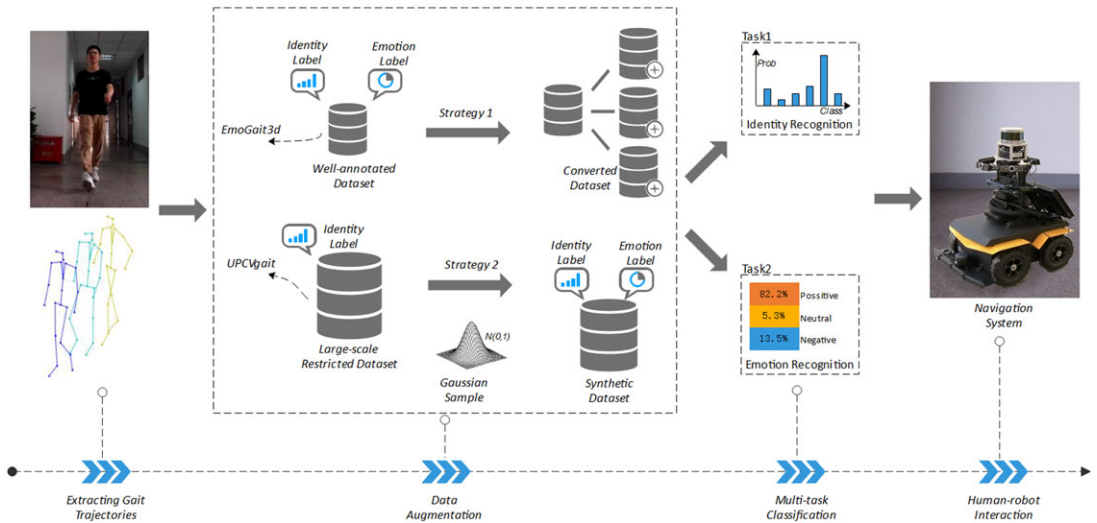 Identity
Label
Emotion
Label
EmoGait3d
Well-annotated
Dataset
Strategy 1
Converted
Dataset
UPCVgait
Identity
Label
Large-scale
Restricted Dataset
Strategy 2
N(0,1)
Gaussian
Sample
Identity
Label
Emotion
Label
Synthetic
Dataset
Task1
Prob
Class
Identity Recognition
Task2
82.2% Possitive
5.3% Neutral
13.5% Negative
Emotion Recognition
Navigation
System
Extracting Gait
Trajectories
Data
Augmentation
Multi-task
Classification
Human-robot
Interaction